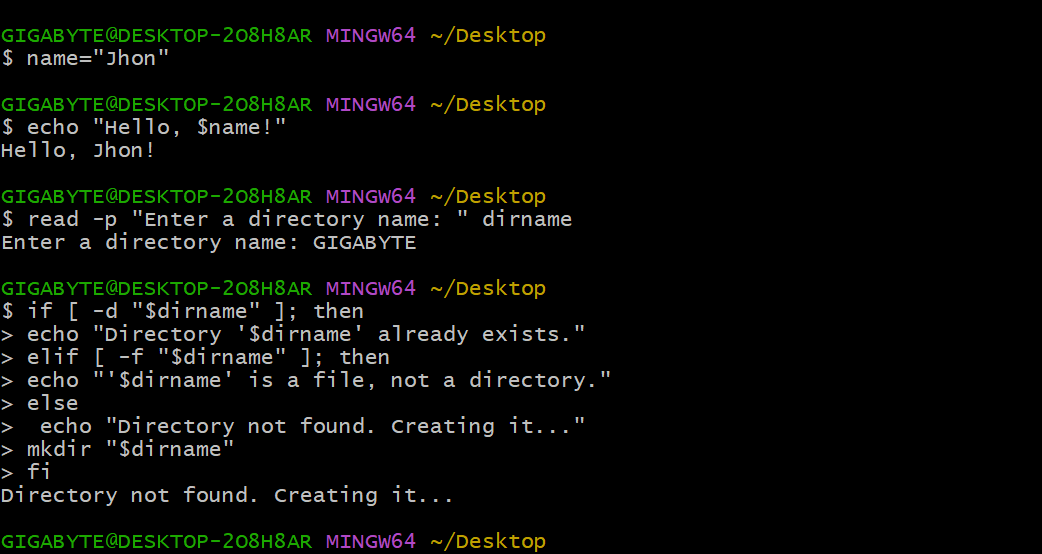 GIGABYTE@DESKTOP-2O8H8AR MINGW64 ~/Desktop
$ name="Jhon"
GIGABYTE@DESKTOP-2O8H8AR MINGW64 ~/Desktop
$ echo "Hello, $name!"
Hello, Jhon!
GIGABYTE@DESKTOP-2O8H8AR MINGW64 ~/Desktop
$ read -p "Enter a directory name: " dirname
Enter a directory name: GIGABYTE
GIGABYTE@DESKTOP-2O8H8AR MINGW64 ~/Desktop
$ if [ -d "$dirname" ]; then
> echo "Directory '$dirname' already exists."
> elif [ -f "$dirname" ]; then
> echo "'$dirname' is a file, not a directory."
> else
>  echo "Directory not found. Creating it..."
> mkdir "$dirname"
> fi
Directory not found. Creating it...
GIGABYTE@DESKTOP-2O8H8AR MINGW64 ~/Desktop